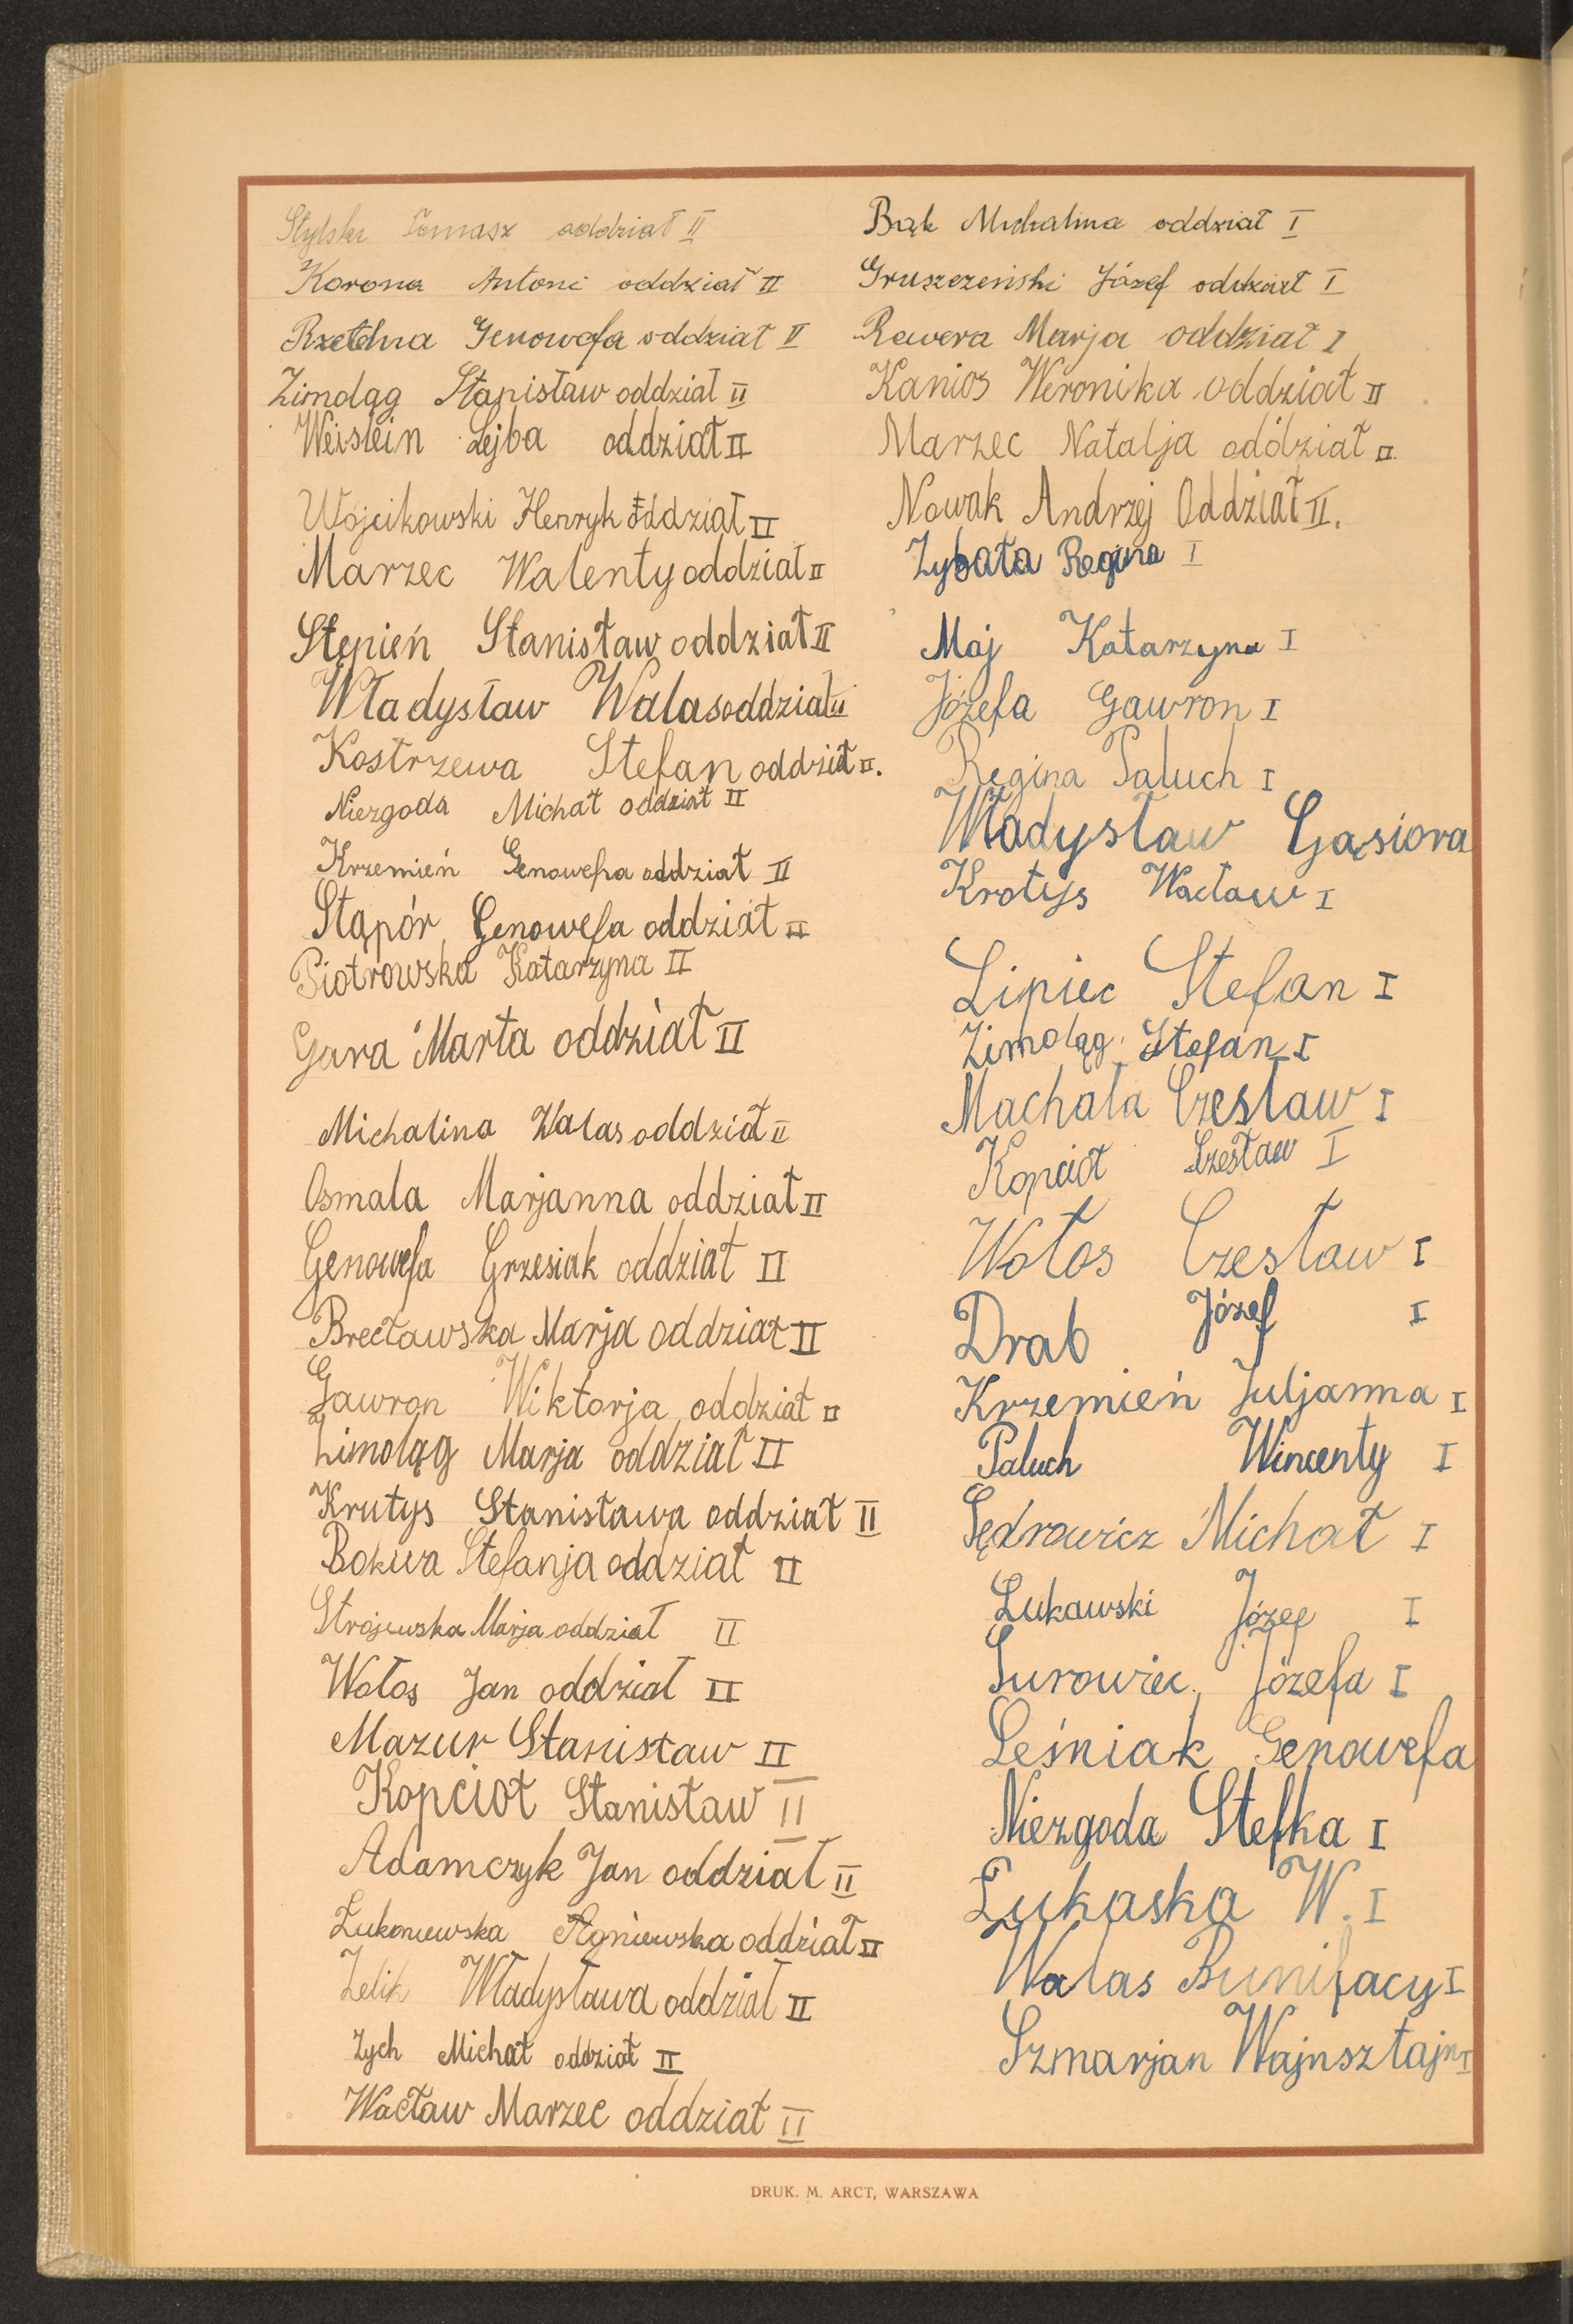 Stylski Tomasz oddział II
Korona Antoni oddział II
Rzetelna Genowefa oddział II
Zimoląg Stanisław oddział II
Weistein Lejba oddział II
Wojcikowski Henryk oddział II
Marzec Walenty oddział II
Stępień Stanisław oddział II
Władysław Walas oddział II
Kostrzewa Stefan oddział II.
Niezgoda Michał oddział II
Krzemień Genowefa oddział II
Stąpór Genowefa oddział II
Piotrowska Katarzyna II
Gara Marta oddział II
Michalina Walas oddział II
Osmala Marjanna oddział II
Genowefa Grzesiak oddział II
Brecławska Marja oddział II
Gawron Wiktorja oddział II
Zimoląg Marja oddział II
Krutys Stanisława oddział II
Bokwa Stefanja oddział II
Strojewska Marja oddział II
Wołos Jan oddział II
Mazur Stanisław II
Kopcioł Stanisław II
Adamczyk Jan oddział II
oddział II
Zelik Władysława oddział II
Zych Michał oddział II
Wacław Marzec oddział II
Bąk Michalina oddział I
Gruszczeński Józef oddział I
Rewera Marja oddział I
Kanios Weronika oddział II
Marzec Natalja oddział II.
Nowak Andrzej Oddział II.
Zybała Regina I
Maj Katarzyna I
Józefa Gawron I
Regina Paluch I
Władysław Gąsiora
Krotys Wacław I
Lipiec Stefan I
Zimoląg Stefan I
Machala Czesław I
Kopcioł Czesław I
Wołos Czesław I
Drab Józef I
Krzemień Juljanna I
Paluch Wincenty I
Michał I
Łukawski Józef I
Surowiec Józefa I
Leśniak Genowefa
Niezgoda Stefka I
Łukaska W. I
Walas Bunifacy I
Szmarjan Wajnsztajn I
DRUK. M. ARCT, WARSZAWA